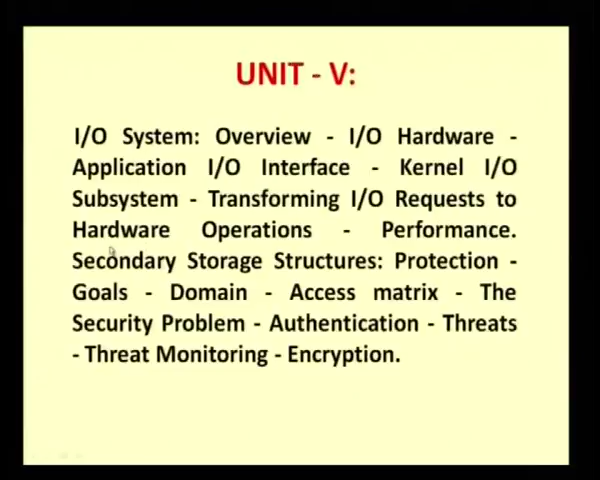 UNIT - V:
I/O System: Overview - I/O Hardware -
Application I/O Interface - Kernel I/O
Subsystem - Transforming I/O Requests to
Hardware Operations - Performance.
Secondary Storage Structures: Protection -
Goals - Domain - Access matrix - The
Security Problem - Authentication - Threats
- Threat Monitoring - Encryption.